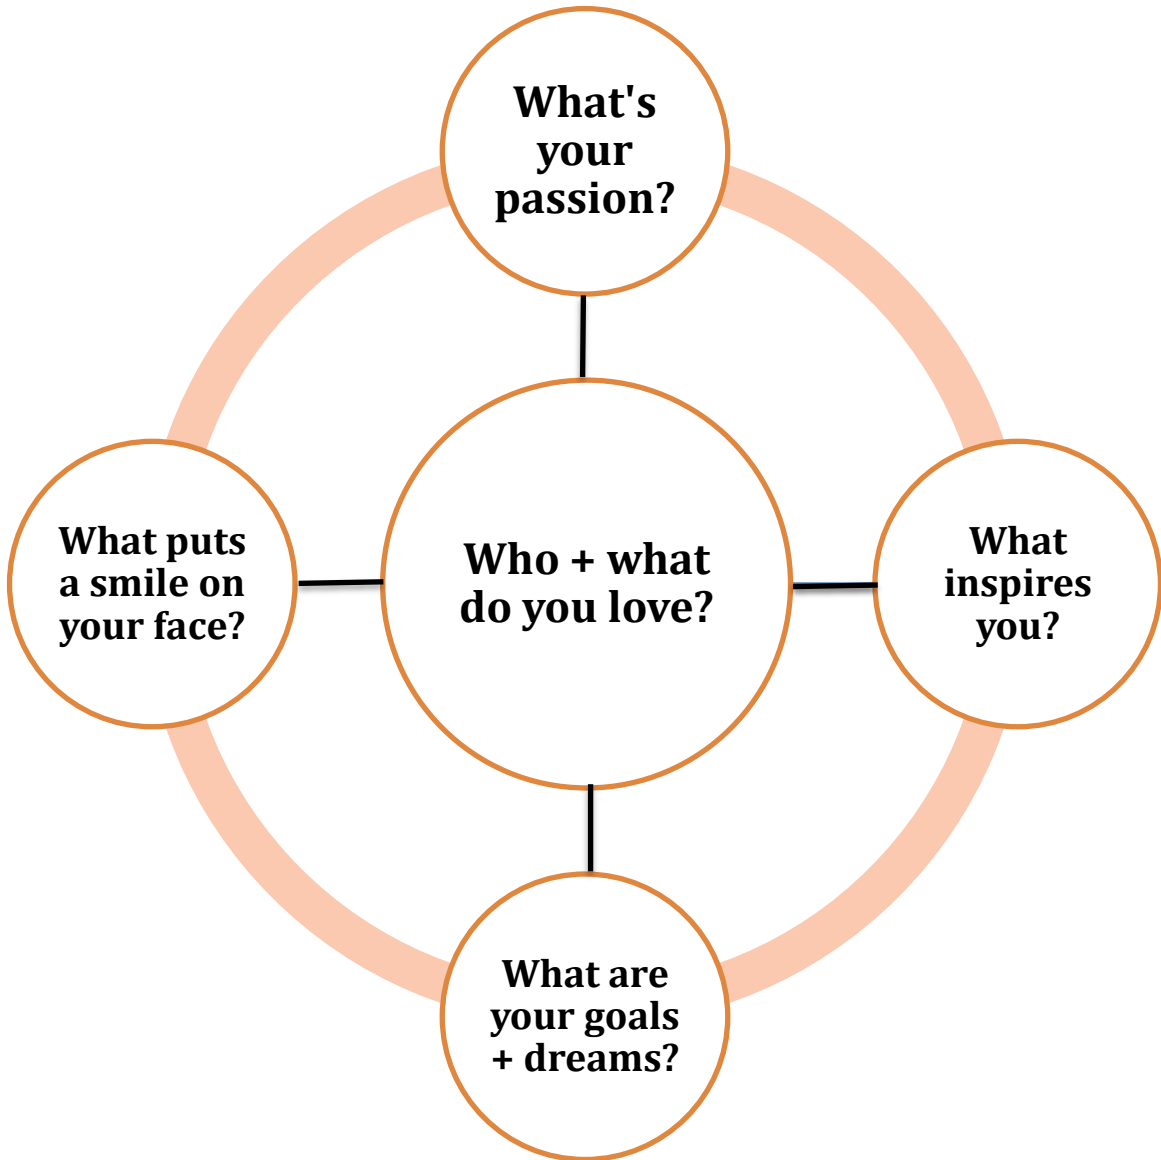 What's
your
passion?
What puts
a smile on
your face?
Who + what
do you love?
What
inspires
you?
What are
your goals
+ dreams?